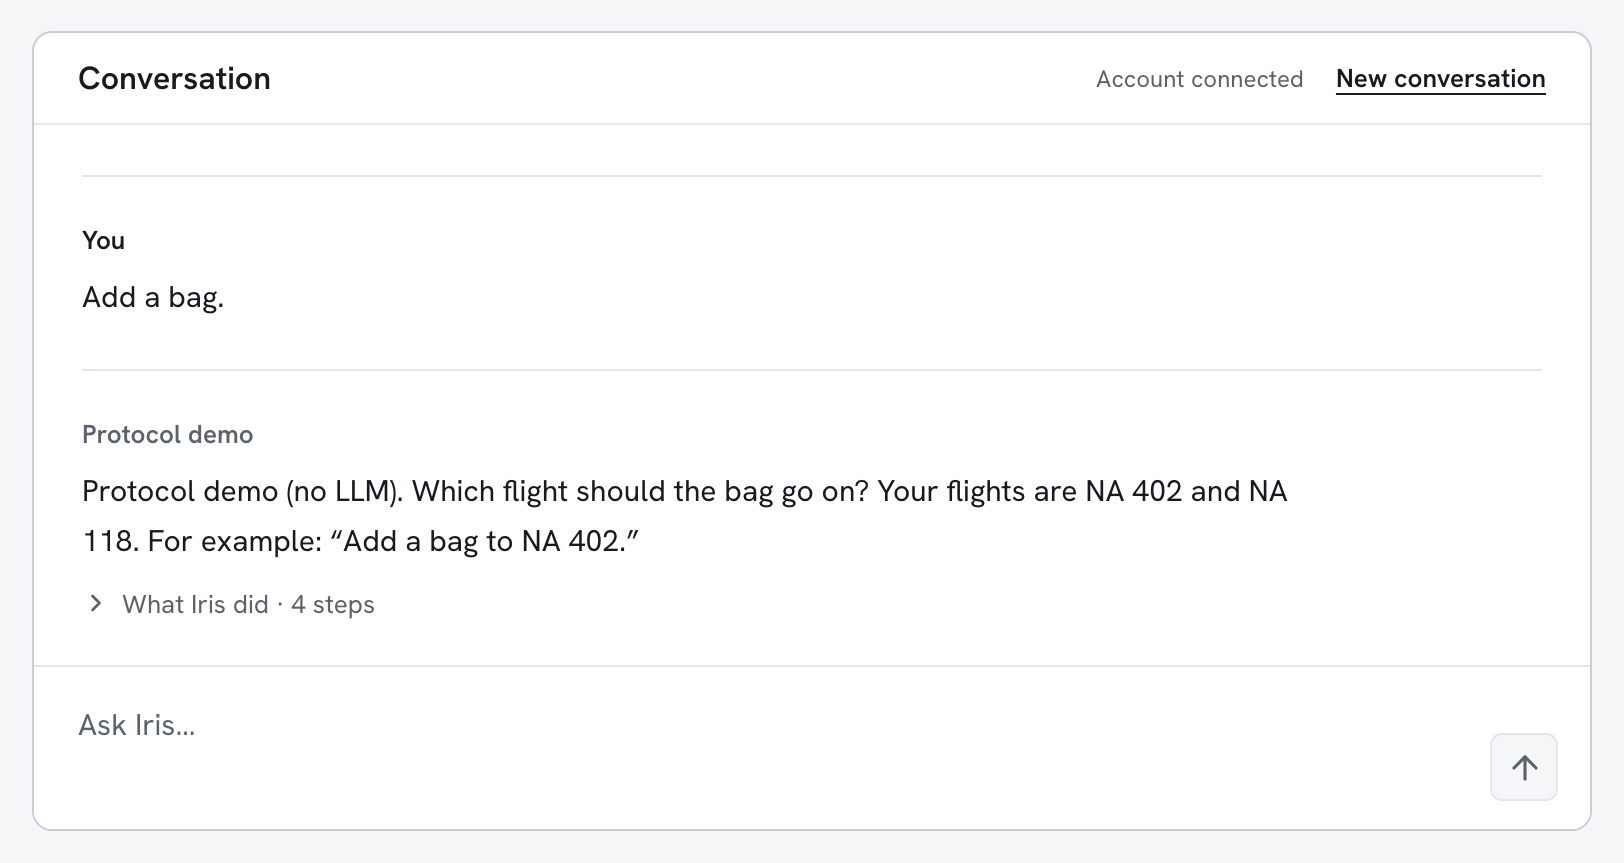 Conversation
Account connected
New conversation
You
Add a bag.
Protocol demo
Protocol demo (no LLM). Which flight should the bag go on? Your flights are NA 402 and NA
118. For example: “Add a bag to NA 402.”
What Iris did · 4 steps
Ask Iris...